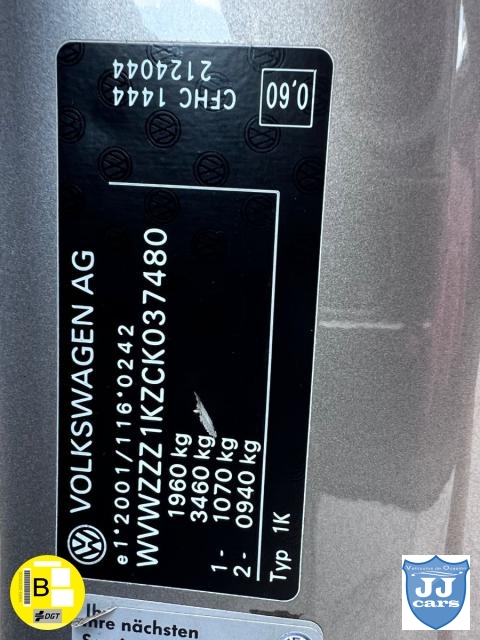 VOLKSWAGEN AG
e1*2001/116*0242
WVWZZZ1KZCK037480
1960 kg
3460 kg
1- 1070 kg
2- 0940 kg
Typ 1K
CFHC 1444
2124044
0,60
Ihr
Ihre nächsten
B
DGT
JJ
cars